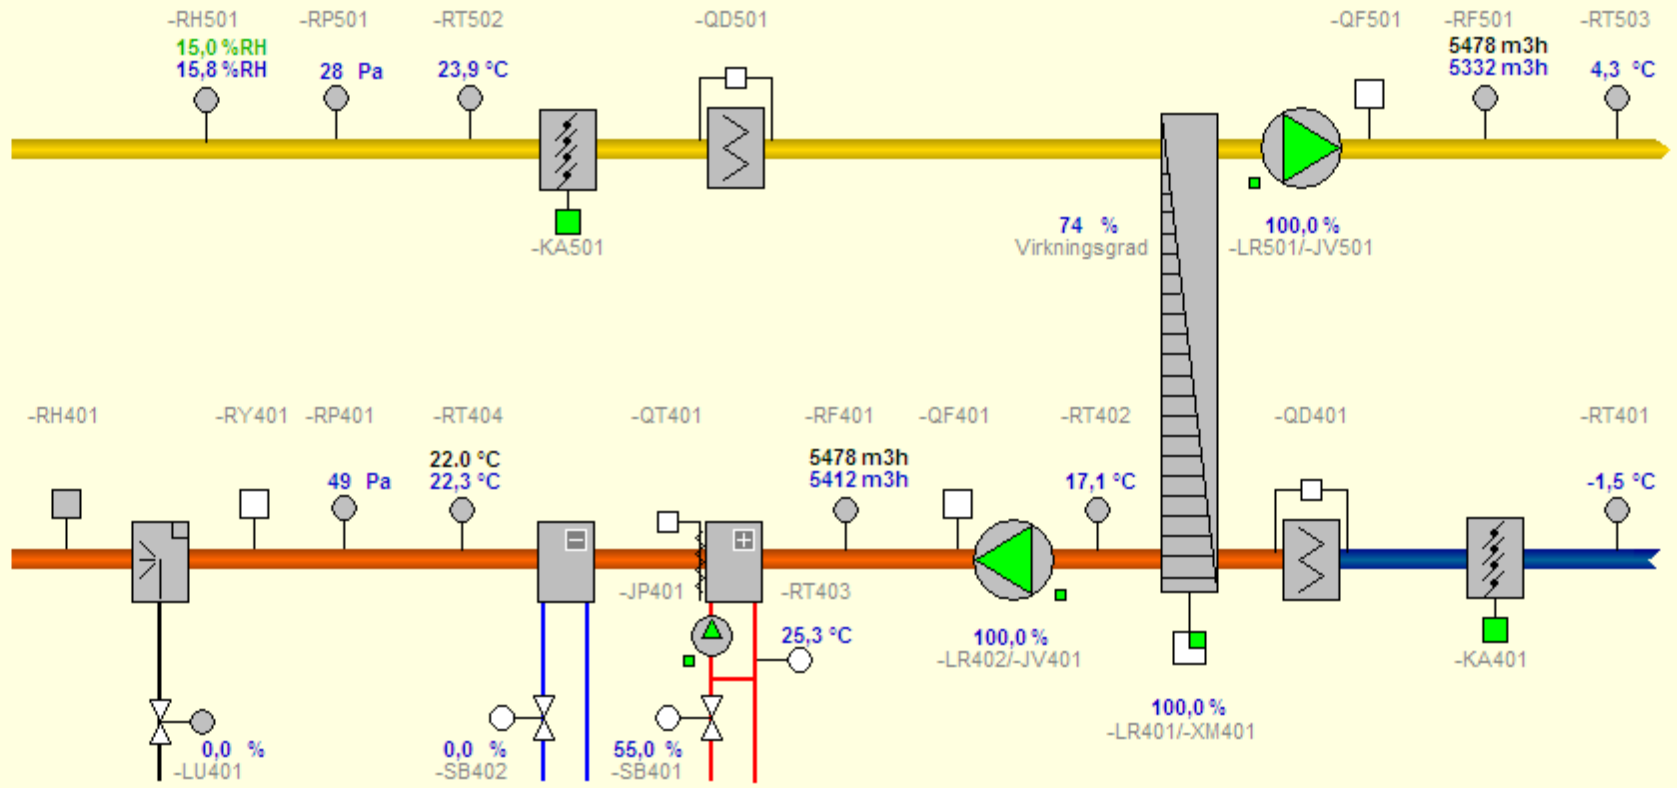 -RH501
-RP501
-RT502
-QD501
-QF501
-RF501
-RT503
15,0 %RH
15,8 %RH
28 Pa
23,9 °C
5478 m3h
5332 m3h
4,3 °C
-KA501
74 %
Virkningsgrad
100,0 %
-LR501/-JV501
-RH401
-RY401
-RP401
-RT404
-QT401
-RF401
-QF401
-RT402
-QD401
-RT401
49 Pa
22.0 °C
22,3 °C
5478 m3h
5412 m3h
17,1 °C
-1,5 °C
-JP401
-RT403
25,3 °C
100,0 %
-LR402/-JV401
-KA401
100,0 %
-LR401/-XM401
0,0 %
-LU401
0,0 %
-SB402
55,0 %
-SB401